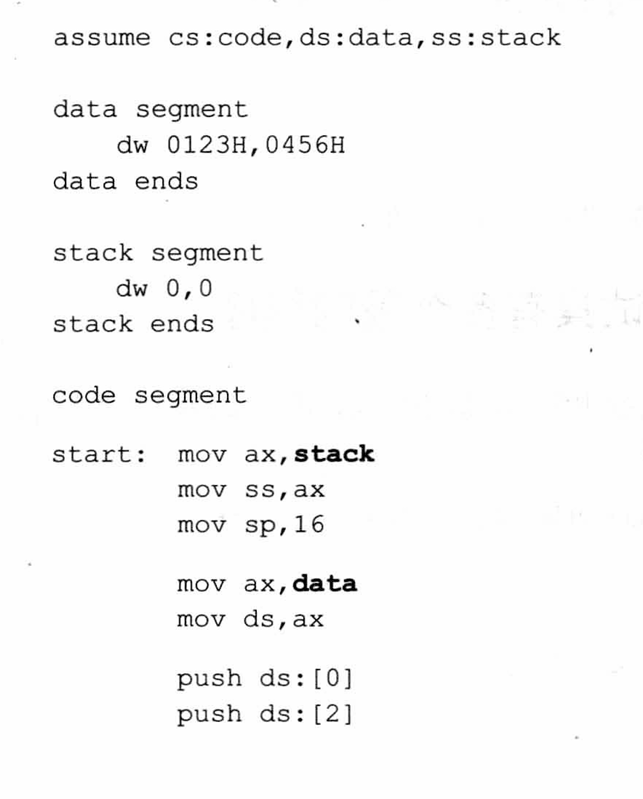 assume cs:code,ds:data,ss:stack
data segment
dw 0123H,0456H
data ends
stack segment
dw 0,0
stack ends
code segment
start: mov ax,stack
mov ss,ax
mov sp,16
mov ax,data
mov ds,ax
push ds:[0]
push ds:[2]